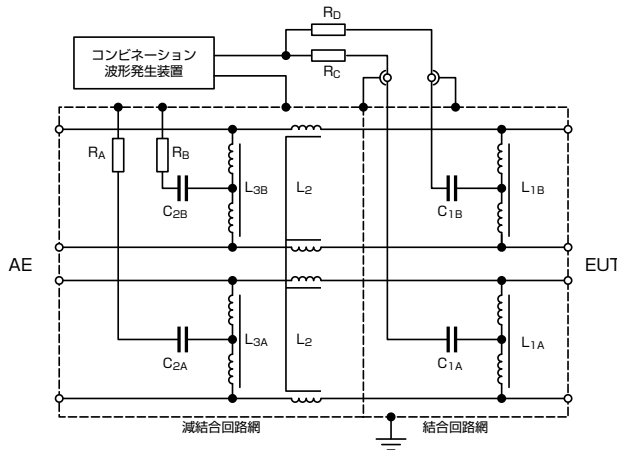 RD
コンビネーション
波形発生装置
RC
RA
RB
C2B
L3B
L2
C1B
L1B
AE
EUT
C2A
L3A
L2
C1A
L1A
減結合回路網
結合回路網